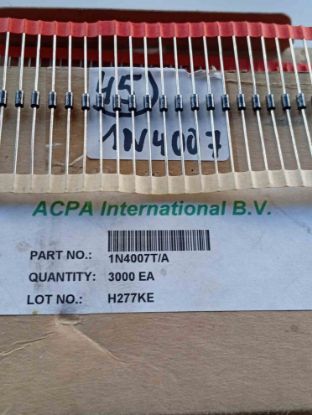 45
1N4007
ACPA International B.V.
PART NO.: 1N4007T/A
QUANTITY: 3000 EA
LOT NO.: H277KE